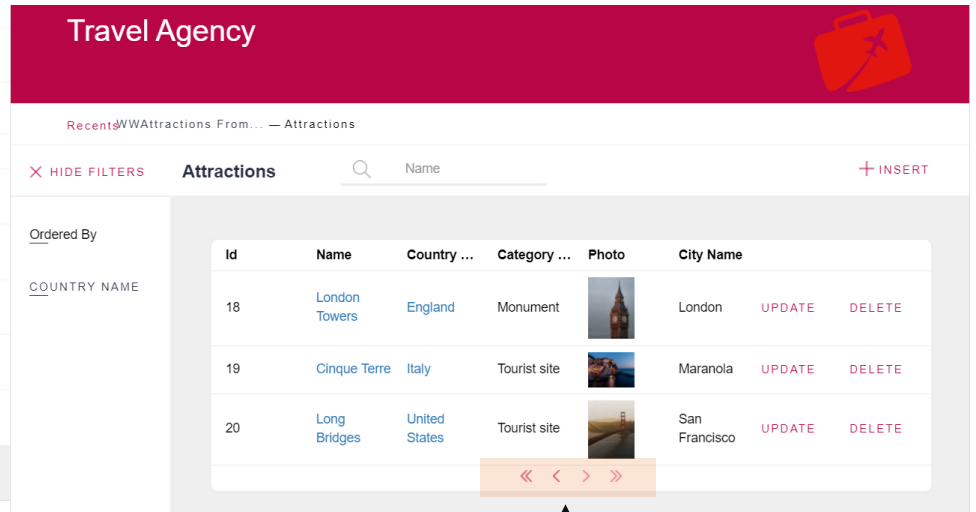 Travel Agency
Recents WWAttractions From... — Attractions
HIDE FILTERS Attractions Name INSERT
Ordered By
COUNTRY NAME
Id Name Country ... Category ... Photo City Name
18 London Towers England Monument London UPDATE DELETE
19 Cinque Terre Italy Tourist site Maranola UPDATE DELETE
20 Long Bridges United States Tourist site San Francisco UPDATE DELETE